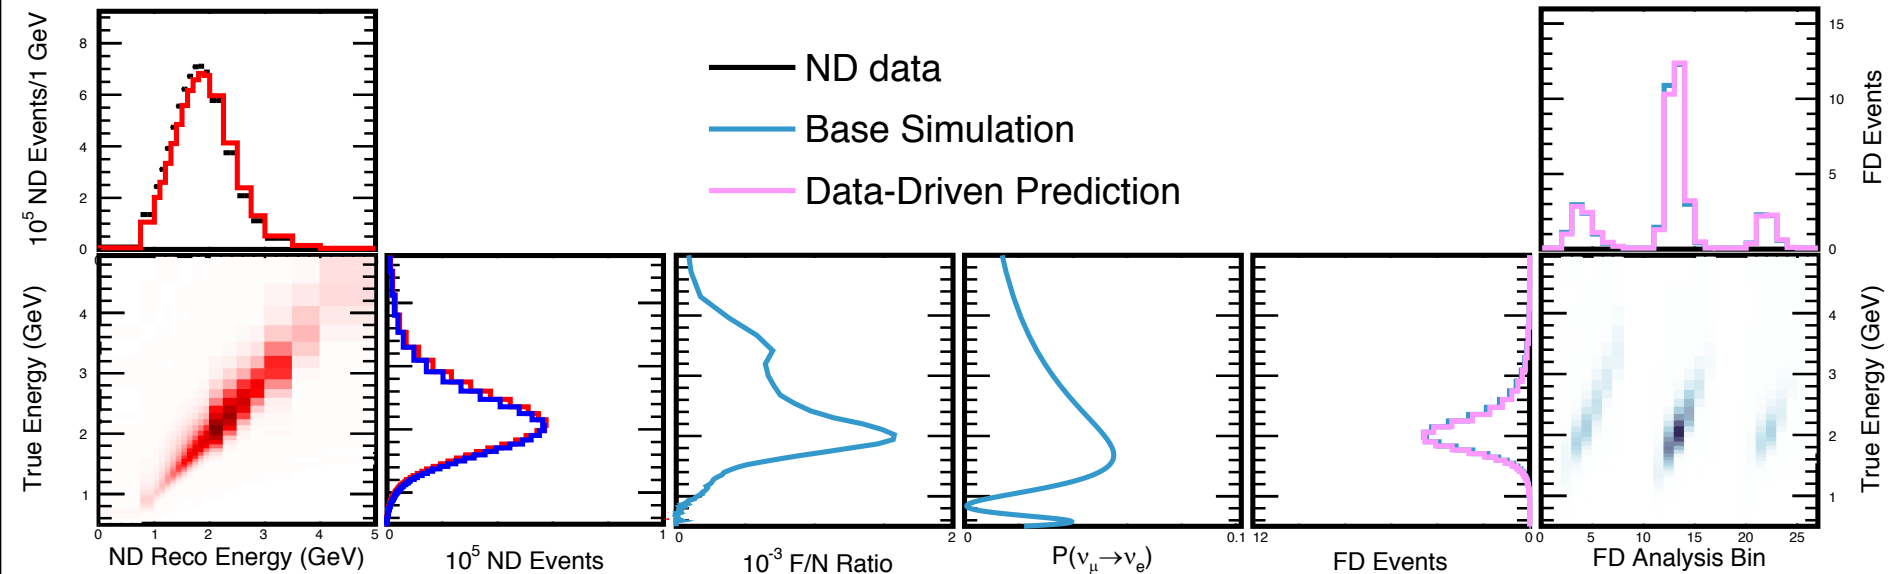 10⁵ ND Events/1 GeV
8
6
4
2
0
ND data
Base Simulation
Data-Driven Prediction
15
10
5
0
FD Events
True Energy (GeV)
4
3
2
1
0 1 2 3 4 5
ND Reco Energy (GeV)
0 1
10⁵ ND Events
0 2
10⁻³ F/N Ratio
0 0.1
P(νμ→νe)
12 0
FD Events
0 5 10 15 20 25
FD Analysis Bin
4
3
2
1
True Energy (GeV)